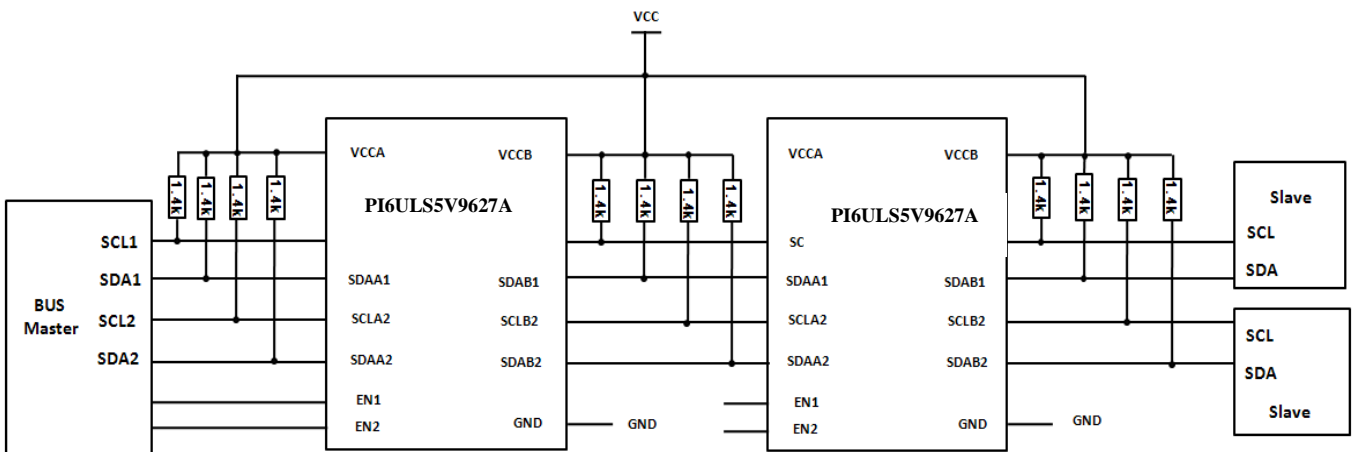 VCC
BUS
Master
SCL1
SDA1
SCL2
SDA2
1.4k
1.4k
1.4k
1.4k
VCCA
VCCB
PI6ULS5V9627A
SDAA1
SDAB1
SCLA2
SCLB2
SDAA2
SDAB2
EN1
EN2
GND
GND
1.4k
1.4k
1.4k
1.4k
VCCA
VCCB
PI6ULS5V9627A
SC
SDAA1
SDAB1
SCLA2
SCLB2
SDAA2
SDAB2
EN1
EN2
GND
GND
1.4k
1.4k
1.4k
1.4k
Slave
SCL
SDA
SCL
SDA
Slave